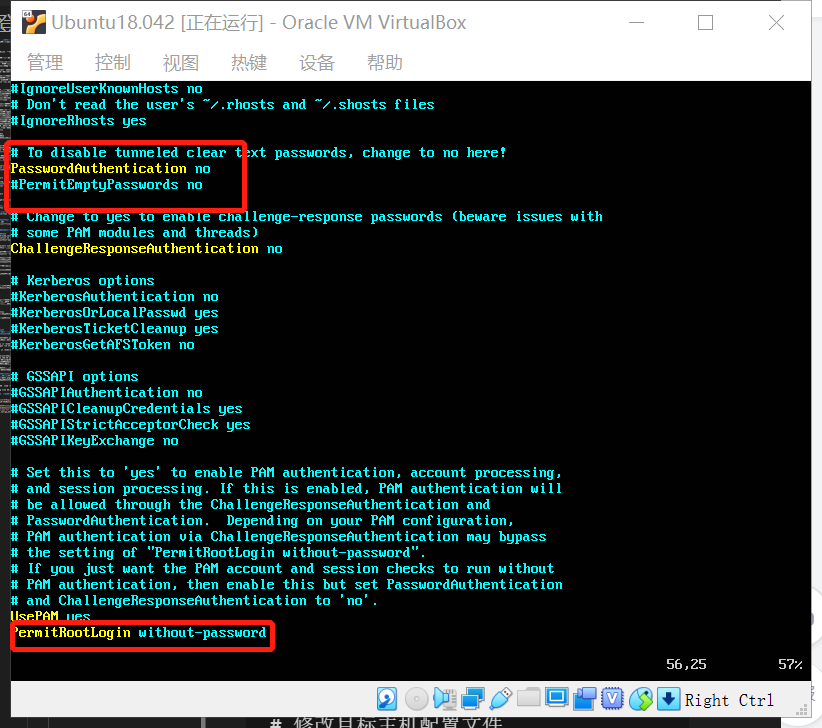 Ubuntu18.042 [正在运行] - Oracle VM VirtualBox
管理 控制 视图 热键 设备 帮助
#IgnoreUserKnownHosts no
# Don't read the user's ~/.rhosts and ~/.shosts files
#IgnoreRhosts yes
# To disable tunneled clear text passwords, change to no here!
PasswordAuthentication no
#PermitEmptyPasswords no
# Change to yes to enable challenge-response passwords (beware issues with
# some PAM modules and threads)
ChallengeResponseAuthentication no
# Kerberos options
#KerberosAuthentication no
#KerberosOrLocalPasswd yes
#KerberosTicketCleanup yes
#KerberosGetAFSToken no
# GSSAPI options
#GSSAPIAuthentication no
#GSSAPICleanupCredentials yes
#GSSAPIStrictAcceptorCheck yes
#GSSAPIKeyExchange no
# Set this to 'yes' to enable PAM authentication, account processing,
# and session processing. If this is enabled, PAM authentication will
# be allowed through the ChallengeResponseAuthentication and
# PasswordAuthentication.  Depending on your PAM configuration,
# PAM authentication via ChallengeResponseAuthentication may bypass
# the setting of "PermitRootLogin without-password".
# If you just want the PAM account and session checks to run without
# PAM authentication, then enable this but set PasswordAuthentication
# and ChallengeResponseAuthentication to 'no'.
UsePAM yes
PermitRootLogin without-password
56,25 57%
Right Ctrl
# 修改目标主机配置文件